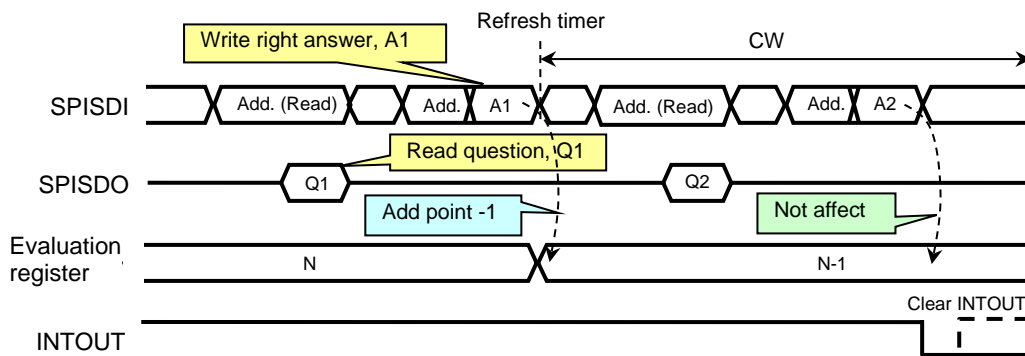 Refresh timer
Write right answer, A1
CW
SPISDI
Add. (Read)
Add.
A1
Add. (Read)
Add.
A2
Read question, Q1
SPISDO
Q1
Q2
Add point -1
Not affect
Evaluation
register
N
N-1
Clear INTOUT
INTOUT